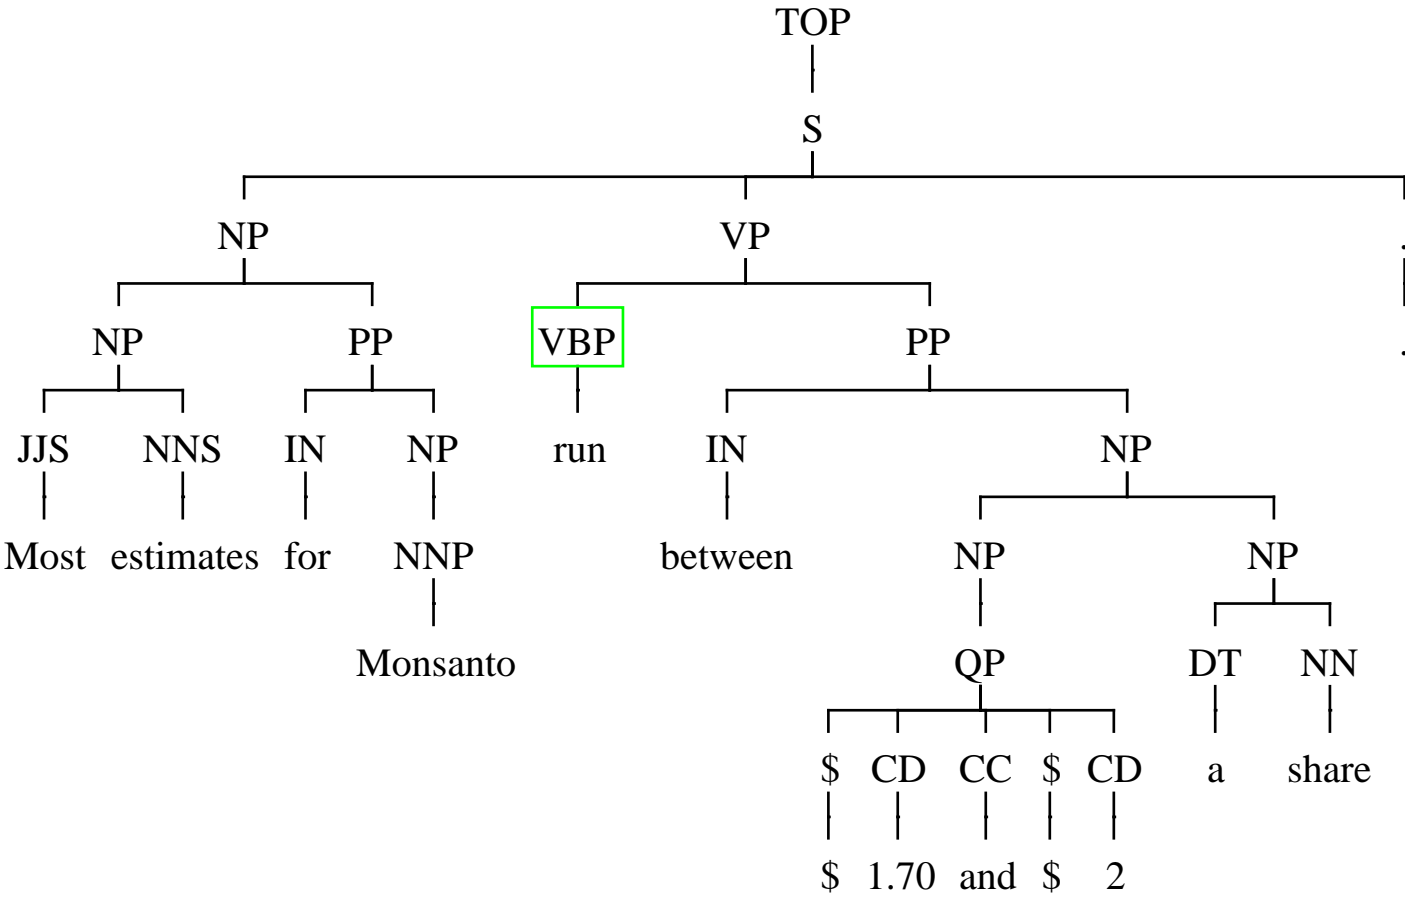 TOP
S
NP VP .
NP PP VBP PP .
JJS NNS IN NP run IN NP
Most estimates for NNP between NP NP
Monsanto QP DT NN
$ CD CC $ CD a share
$ 1.70 and $ 2